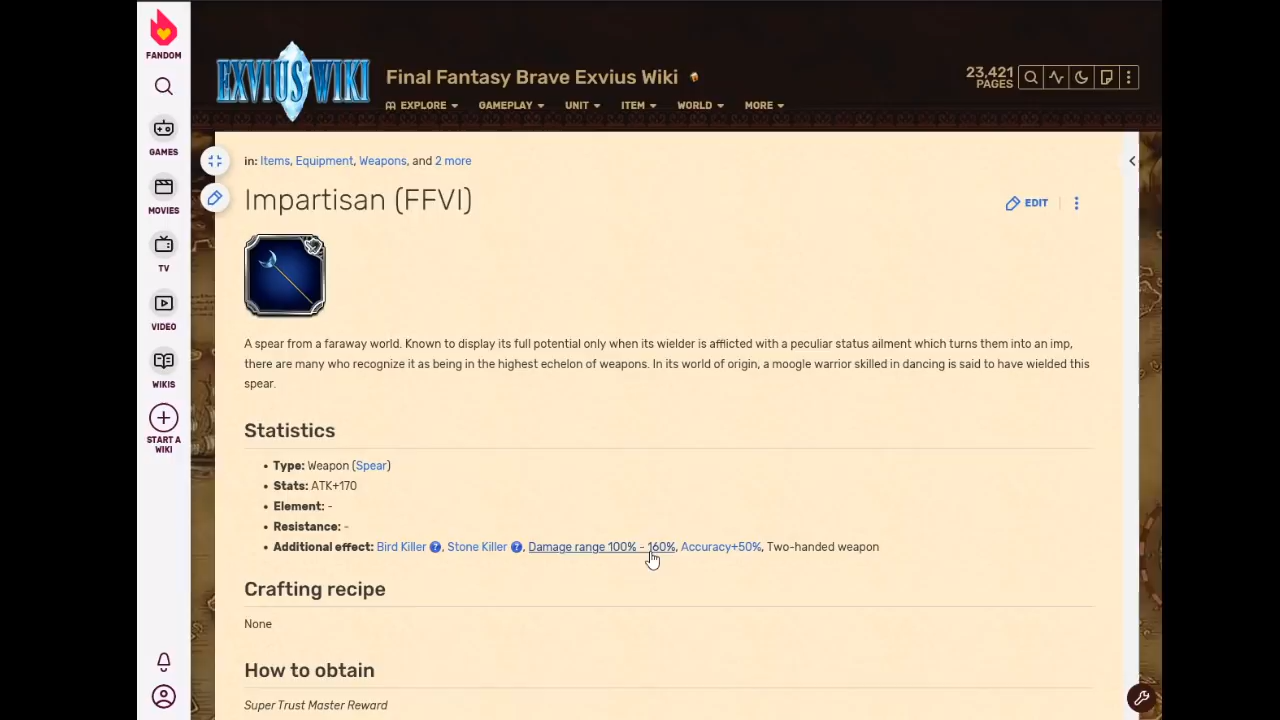 FANDOM
GAMES
MOVIES
TV
VIDEO
WIKIS
START A
WIKI
EXVIUS WIKI
Final Fantasy Brave Exvius Wiki
23,421
PAGES
EXPLORE GAMEPLAY UNIT ITEM WORLD MORE
in: Items, Equipment, Weapons, and 2 more
Impartisan (FFVI)
EDIT
A spear from a faraway world. Known to display its full potential only when its wielder is afflicted with a peculiar status ailment which turns them into an imp,
there are many who recognize it as being in the highest echelon of weapons. In its world of origin, a moogle warrior skilled in dancing is said to have wielded this
spear.
Statistics
• Type: Weapon (Spear)
• Stats: ATK+170
• Element: -
• Resistance: -
• Additional effect: Bird Killer ?, Stone Killer ?, Damage range 100% - 160%, Accuracy+50%, Two-handed weapon
Crafting recipe
None
How to obtain
Super Trust Master Reward